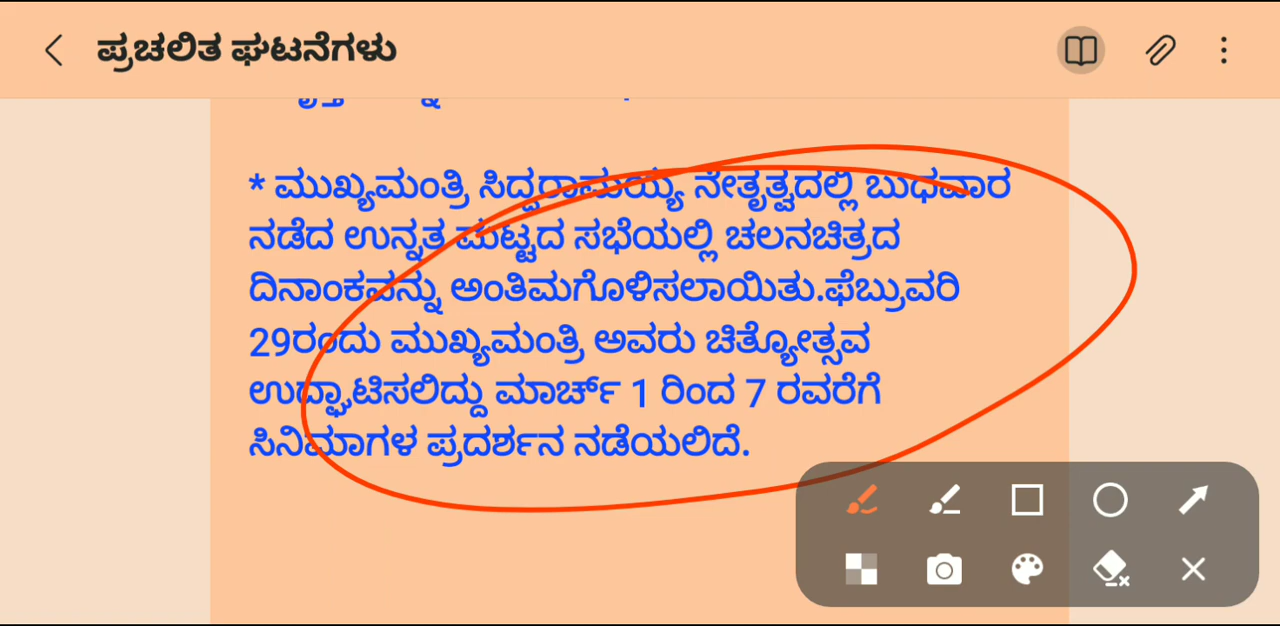 ಪ್ರಚಲಿತ ಘಟನೆಗಳು
* ಮುಖ್ಯಮಂತ್ರಿ ಸಿದ್ದರಾಮಯ್ಯ ನೇತೃತ್ವದಲ್ಲಿ ಬುಧವಾರ
ನಡೆದ ಉನ್ನತ ಮಟ್ಟದ ಸಭೆಯಲ್ಲಿ ಚಲನಚಿತ್ರದ
ದಿನಾಂಕವನ್ನು ಅಂತಿಮಗೊಳಿಸಲಾಯಿತು.ಫೆಬ್ರುವರಿ
29ರಂದು ಮುಖ್ಯಮಂತ್ರಿ ಅವರು ಚಿತ್ಯೋತ್ಸವ
ಉದ್ಘಾಟಿಸಲಿದ್ದು ಮಾರ್ಚ್ 1 ರಿಂದ 7 ರವರೆಗೆ
ಸಿನಿಮಾಗಳ ಪ್ರದರ್ಶನ ನಡೆಯಲಿದೆ.